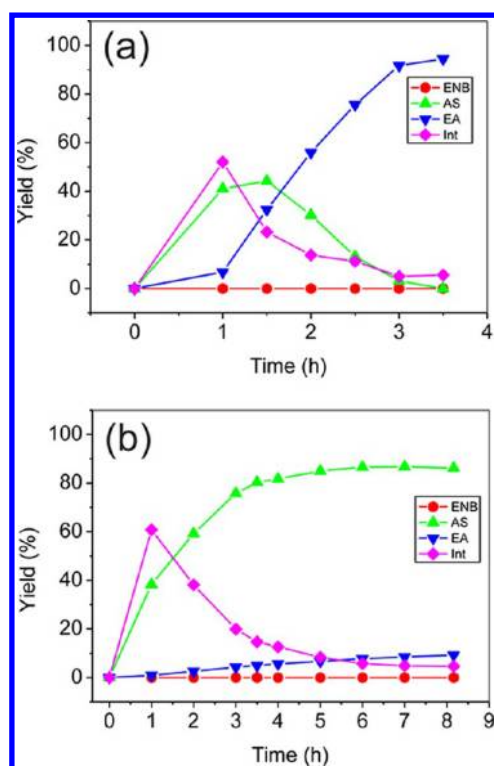 (a)
100
80
60
40
20
0
Yield (%)
ENB
AS
EA
Int
0 1 2 3 4
Time (h)
(b)
100
80
60
40
20
0
Yield (%)
ENB
AS
EA
Int
0 1 2 3 4 5 6 7 8 9
Time (h)